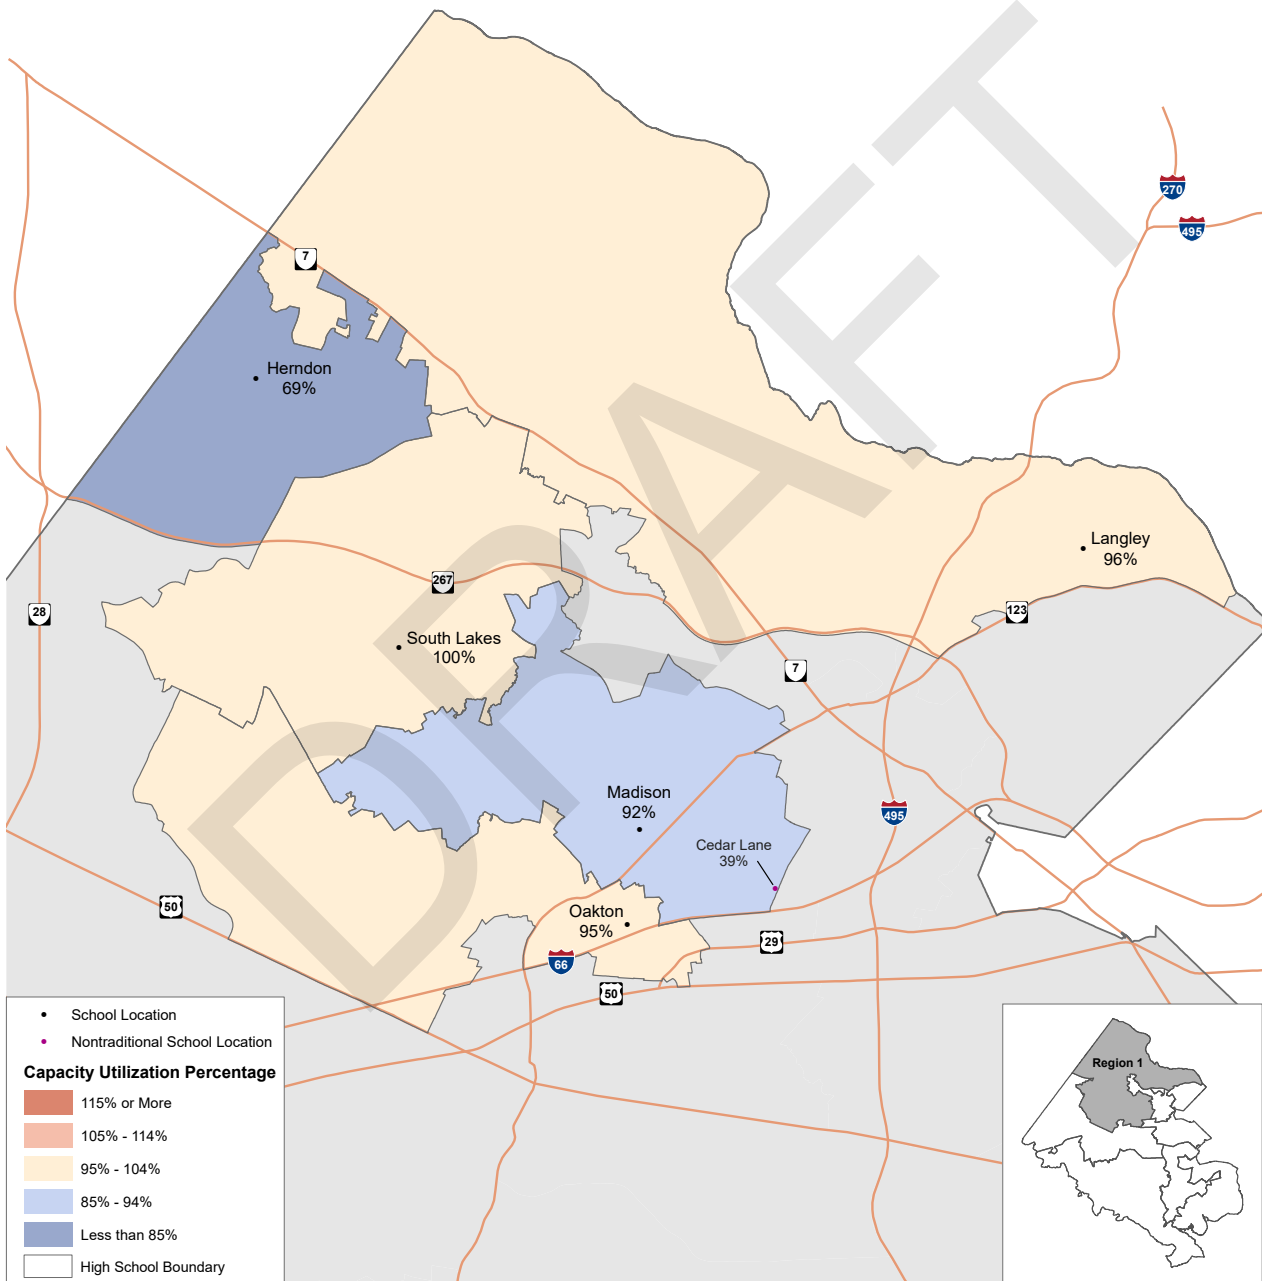 270
495
7
Herndon
69%
Langley
96%
267
28
123
South Lakes
100%
7
Madison
92%
495
Cedar Lane
39%
50
Oakton
95%
29
66
50
DRAFT
School Location
Nontraditional School Location
Capacity Utilization Percentage
115% or More
105% - 114%
95% - 104%
85% - 94%
Less than 85%
High School Boundary
Region 1